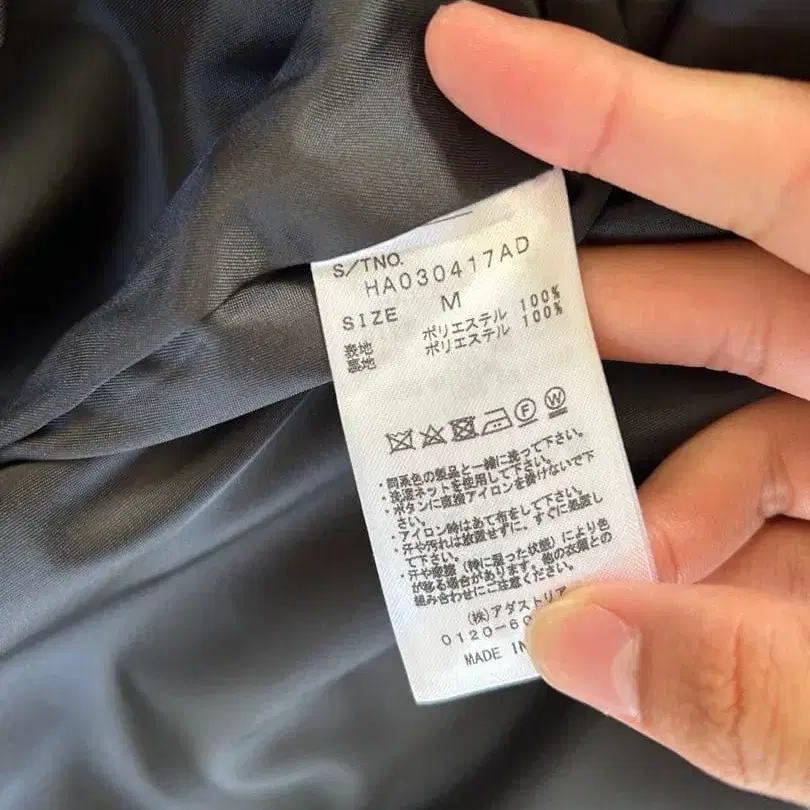 S/TNO.
HA030417AD
SIZE M
表地 ポリエステル 100%
裏地 ポリエステル 100%
F W
・同系色の製品と一緒に洗って下さい。
・洗濯ネットを使用して下さい。
・ボタンに直接アイロンを掛けないで下
さい。
・アイロン時はあて布をして下さい。
・汗や汚れは放置せずに、すぐに処置し
て下さい。
・汗や摩擦（特に湿った状態）により色
が移る場合があります。他の衣類との
組み合わせにご注意ください。
(株)アダストリア
0120-60
MADE IN